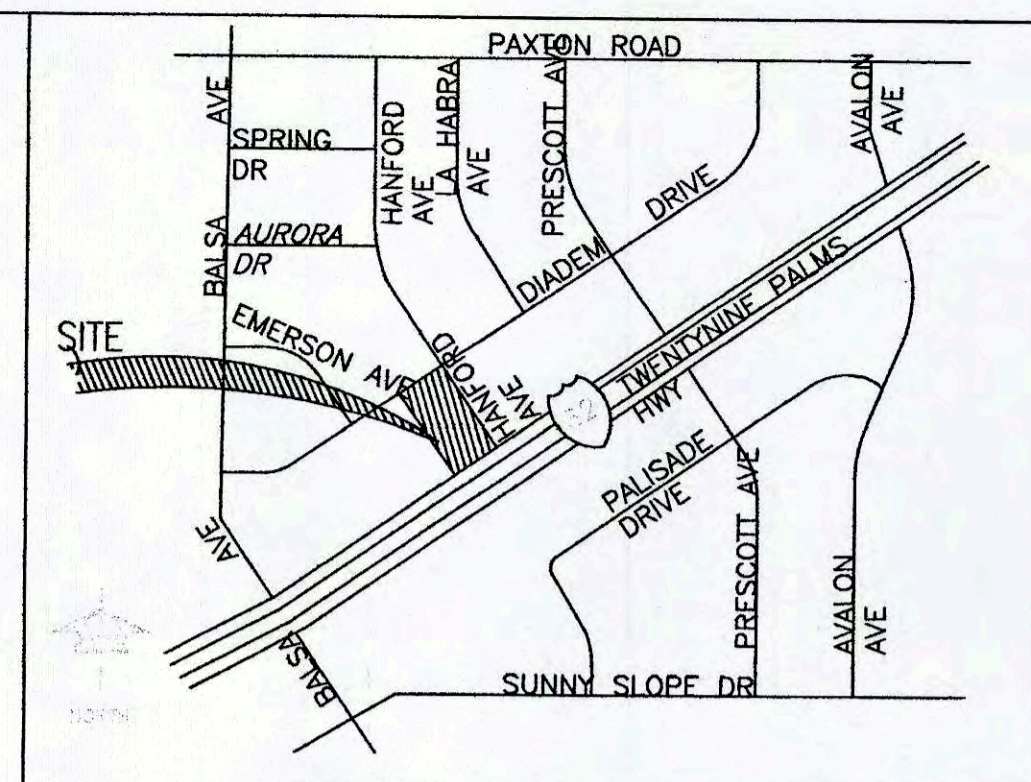 PAXTON ROAD
BALSA AVE
SPRING
DR
HANFORD
AVE
LA HABRA
AVE
PRESCOTT AVE
AVALON
AVE
AURORA
DR
BALSA
DIADEM DRIVE
SITE
EMERSON AVE
HANFORD
AVE
62
TWENTYNINE PALMS
HWY
PALISADE
DRIVE
PRESCOTT AVE
AVALON
AVE
AVE
BALSA
SUNNY SLOPE DR
NORTH